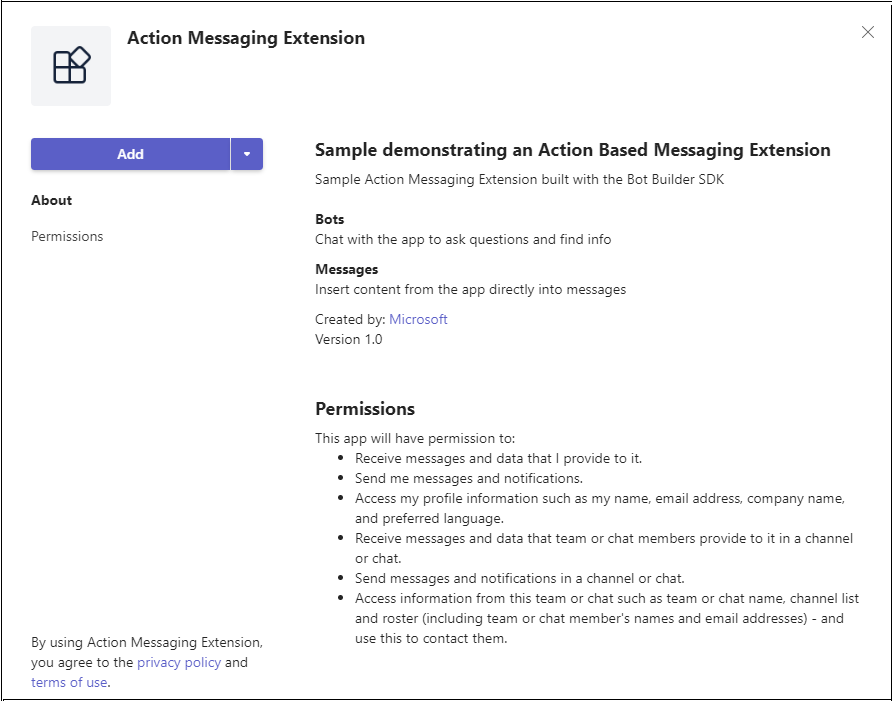 Action Messaging Extension
Add
About
Permissions
Sample demonstrating an Action Based Messaging Extension
Sample Action Messaging Extension built with the Bot Builder SDK
Bots
Chat with the app to ask questions and find info
Messages
Insert content from the app directly into messages
Created by: Microsoft
Version 1.0
Permissions
This app will have permission to:
• Receive messages and data that I provide to it.
• Send me messages and notifications.
• Access my profile information such as my name, email address, company name,
and preferred language.
• Receive messages and data that team or chat members provide to it in a channel
or chat.
• Send messages and notifications in a channel or chat.
• Access information from this team or chat such as team or chat name, channel list
and roster (including team or chat member's names and email addresses) - and
use this to contact them.
By using Action Messaging Extension,
you agree to the privacy policy and
terms of use.